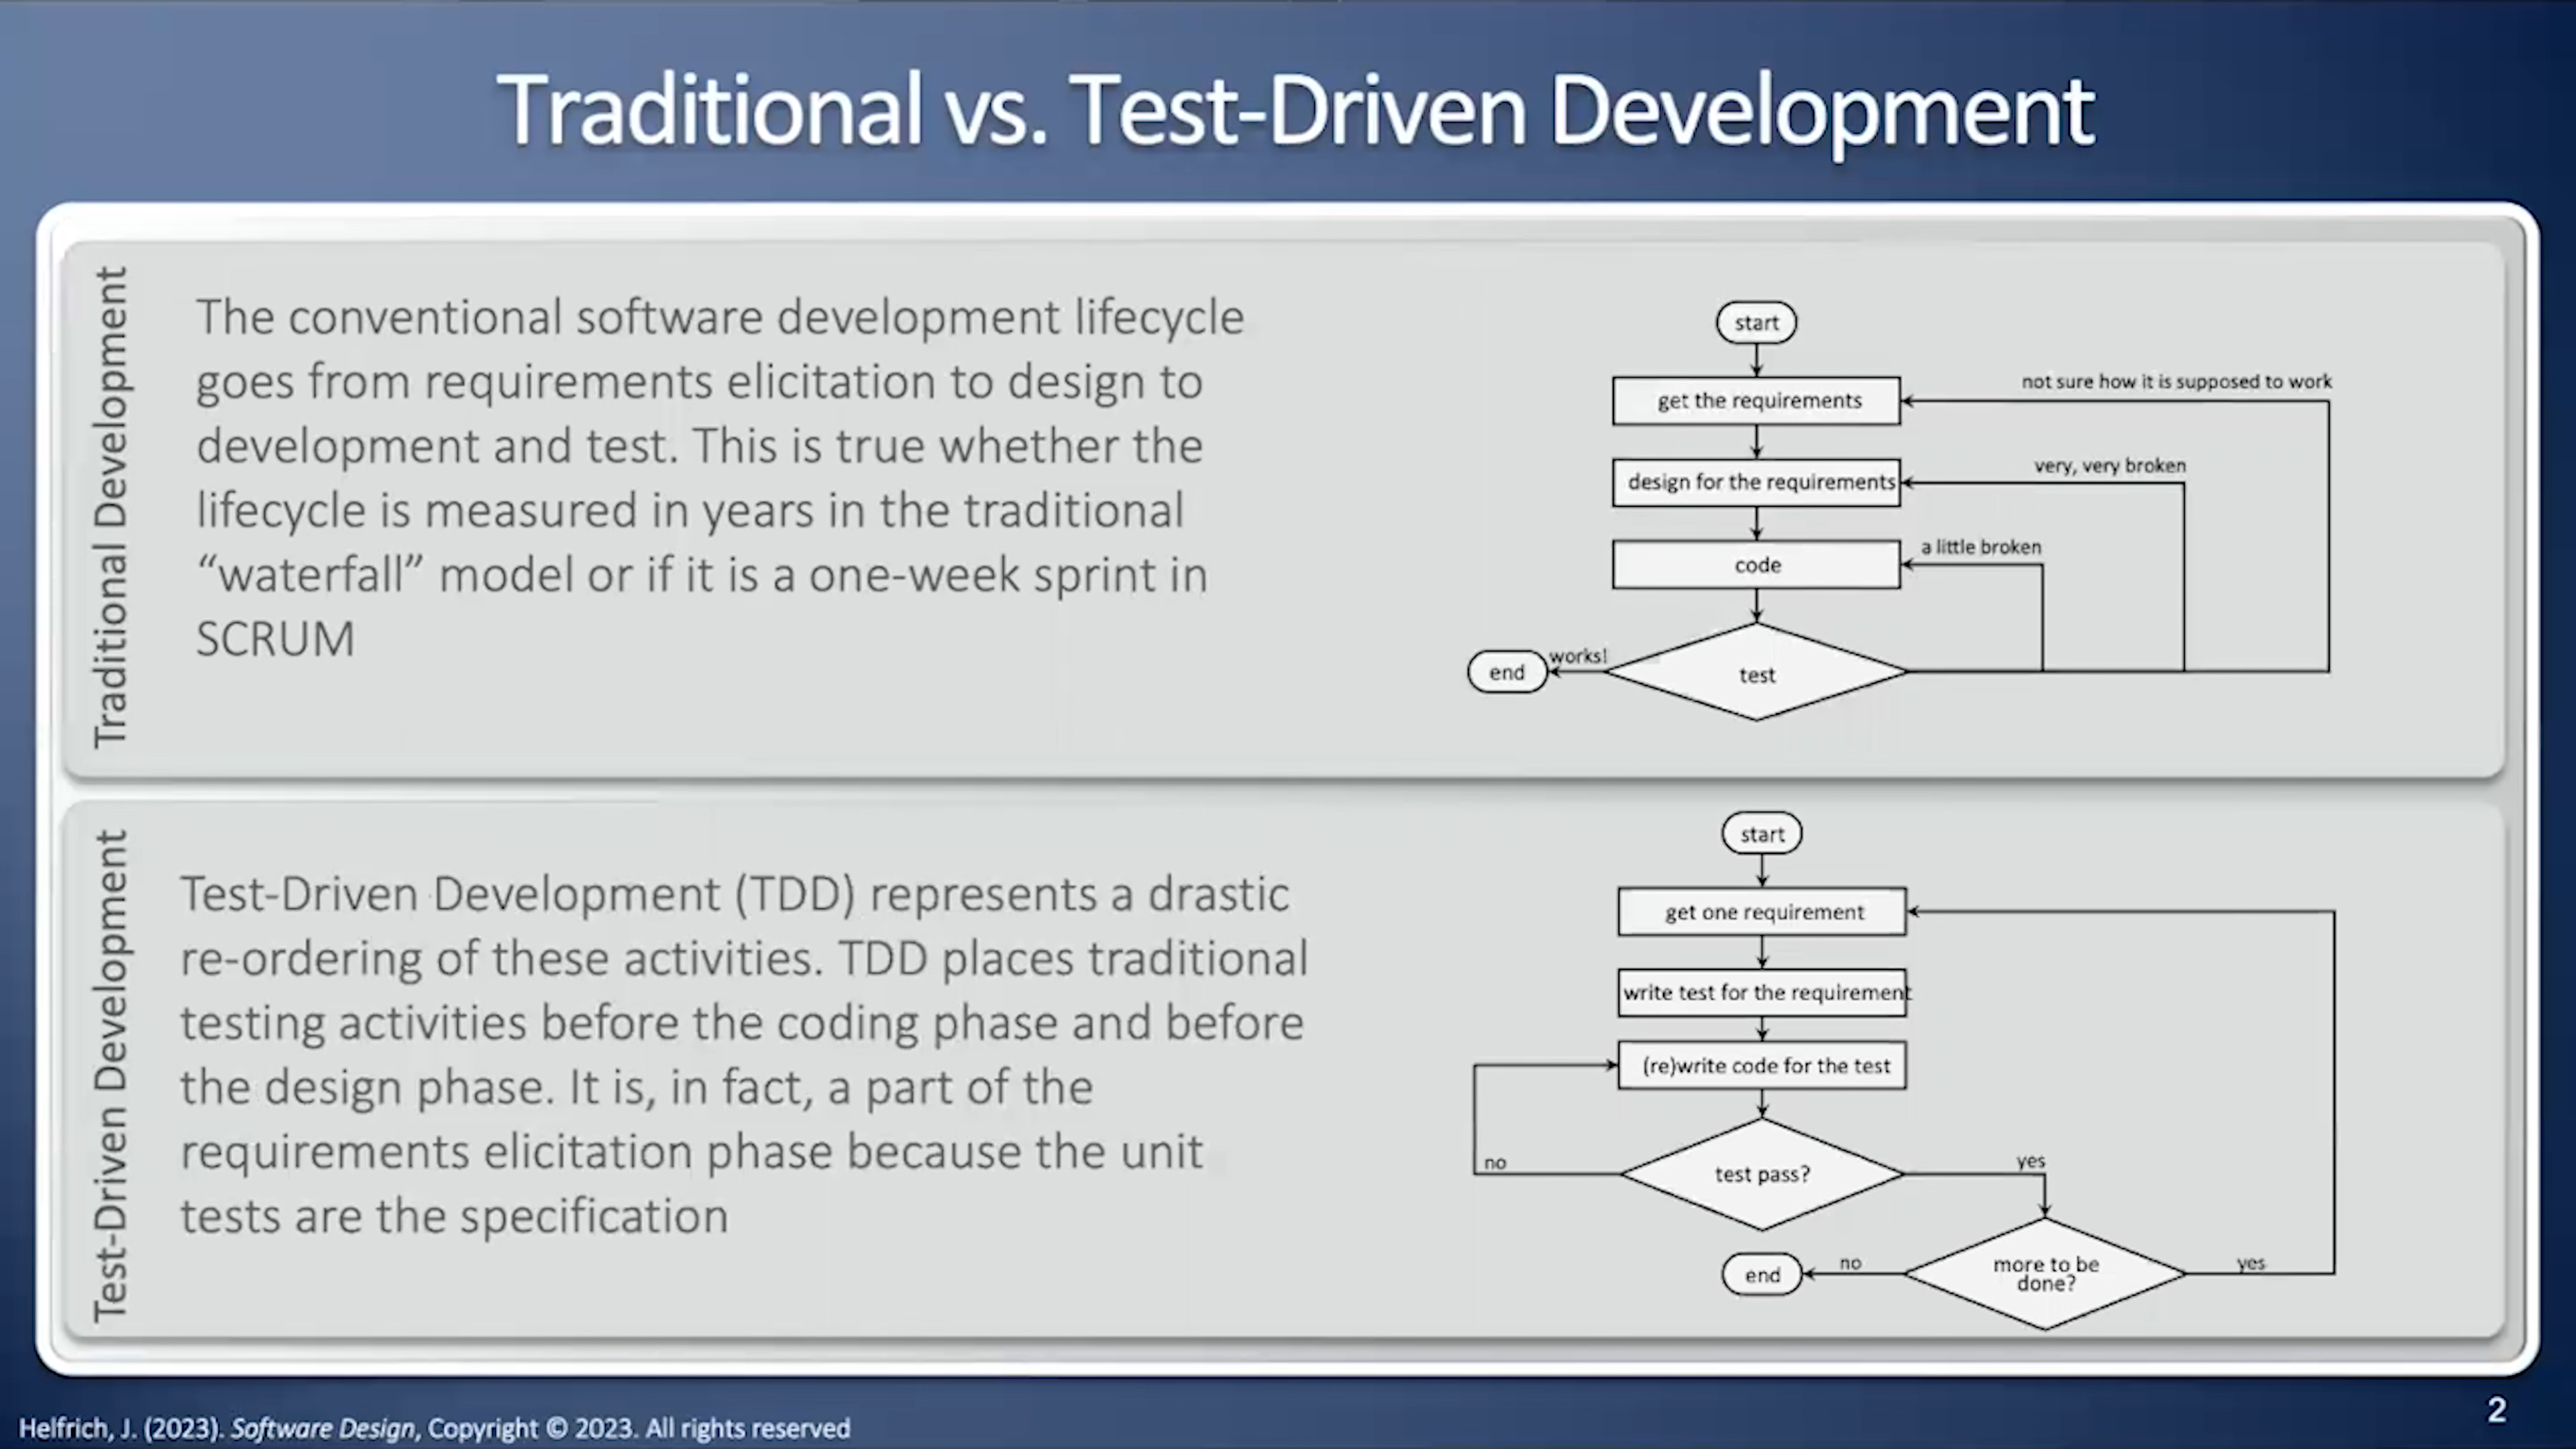 Traditional vs. Test-Driven Development
Traditional Development
The conventional software development lifecycle
goes from requirements elicitation to design to
development and test. This is true whether the
lifecycle is measured in years in the traditional
“waterfall” model or if it is a one-week sprint in
SCRUM
start
get the requirements
not sure how it is supposed to work
design for the requirements
very, very broken
code
a little broken
test
works!
end
Test-Driven Development
Test-Driven Development (TDD) represents a drastic
re-ordering of these activities. TDD places traditional
testing activities before the coding phase and before
the design phase. It is, in fact, a part of the
requirements elicitation phase because the unit
tests are the specification
start
get one requirement
write test for the requirement
(re)write code for the test
test pass?
no
yes
more to be
done?
no
yes
end
Helfrich, J. (2023). Software Design, Copyright © 2023. All rights reserved
2